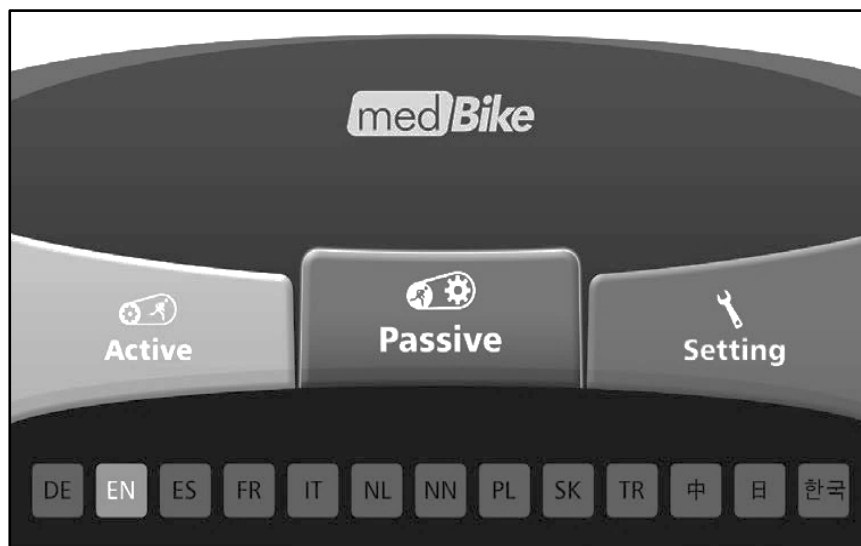 medBike
Active
Passive
Setting
DE EN ES FR IT NL NN PL SK TR 中 日 한국